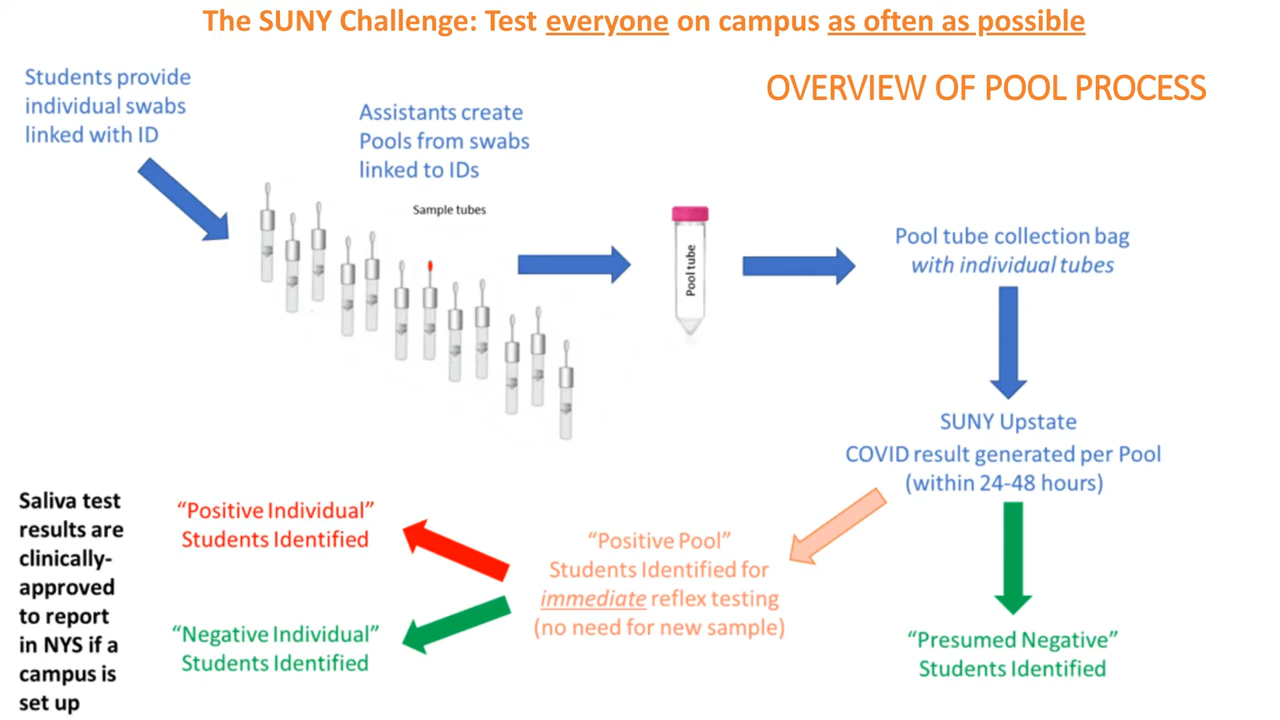 The SUNY Challenge: Test everyone on campus as often as possible
OVERVIEW OF POOL PROCESS
Students provide
individual swabs
linked with ID
Assistants create
Pools from swabs
linked to IDs
Sample tubes
Pool tube
Pool tube collection bag
with individual tubes
SUNY Upstate
COVID result generated per Pool
(within 24-48 hours)
"Positive Pool"
Students Identified for
immediate reflex testing
(no need for new sample)
"Presumed Negative"
Students Identified
"Positive Individual"
Students Identified
"Negative Individual"
Students Identified
Saliva test
results are
clinically-
approved
to report
in NYS if a
campus is
set up